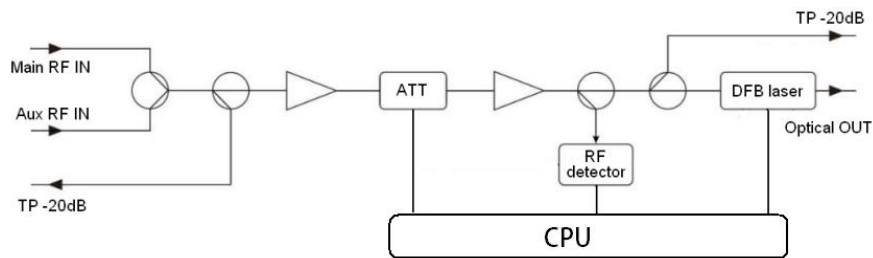 TP -20dB
Main RF IN
ATT
DFB laser
Aux RF IN
Optical OUT
RF
detector
TP -20dB
CPU